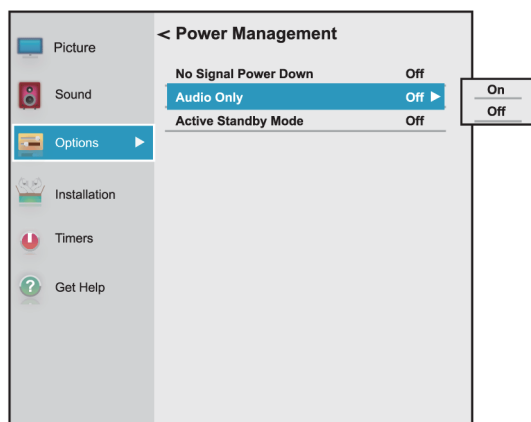 Picture
Sound
Options
Installation
Timers
Get Help
< Power Management
No Signal Power Down Off
Audio Only Off
Active Standby Mode Off
On
Off